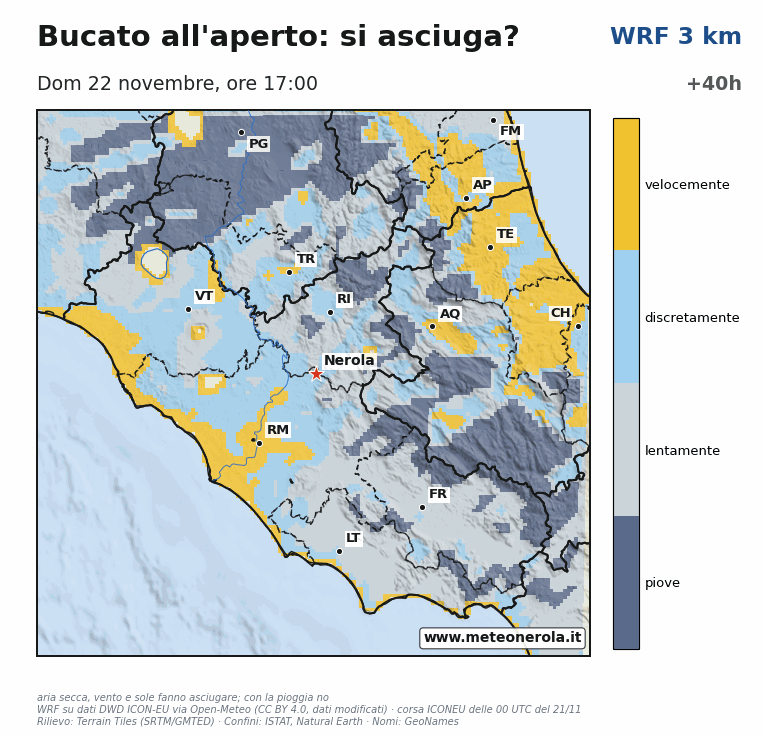 Bucato all'aperto: si asciuga?
WRF 3 km
Dom 22 novembre, ore 17:00
+40h
FM
PG
AP
TE
TR
VT
RI
AQ
CH
Nerola
RM
FR
LT
www.meteonerola.it
velocemente
discretamente
lentamente
piove
aria secca, vento e sole fanno asciugare; con la pioggia no
WRF su dati DWD ICON-EU via Open-Meteo (CC BY 4.0, dati modificati) · corsa ICONEU delle 00 UTC del 21/11
Rilievo: Terrain Tiles (SRTM/GMTED) · Confini: ISTAT, Natural Earth · Nomi: GeoNames